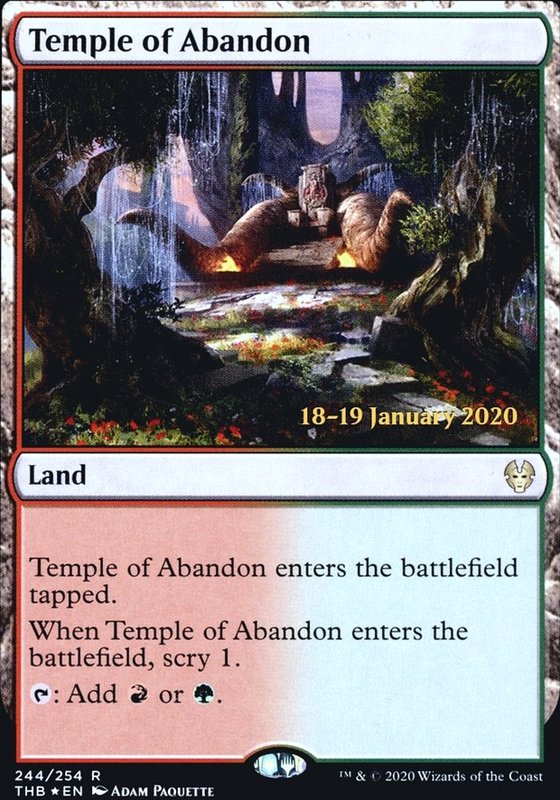 Temple of Abandon
18-19 January 2020
Land
Temple of Abandon enters the battlefield
tapped.
When Temple of Abandon enters the
battlefield, scry 1.
: Add or .
244/254 R
THB ★ EN Adam Paquette
™ & © 2020 Wizards of the Coast